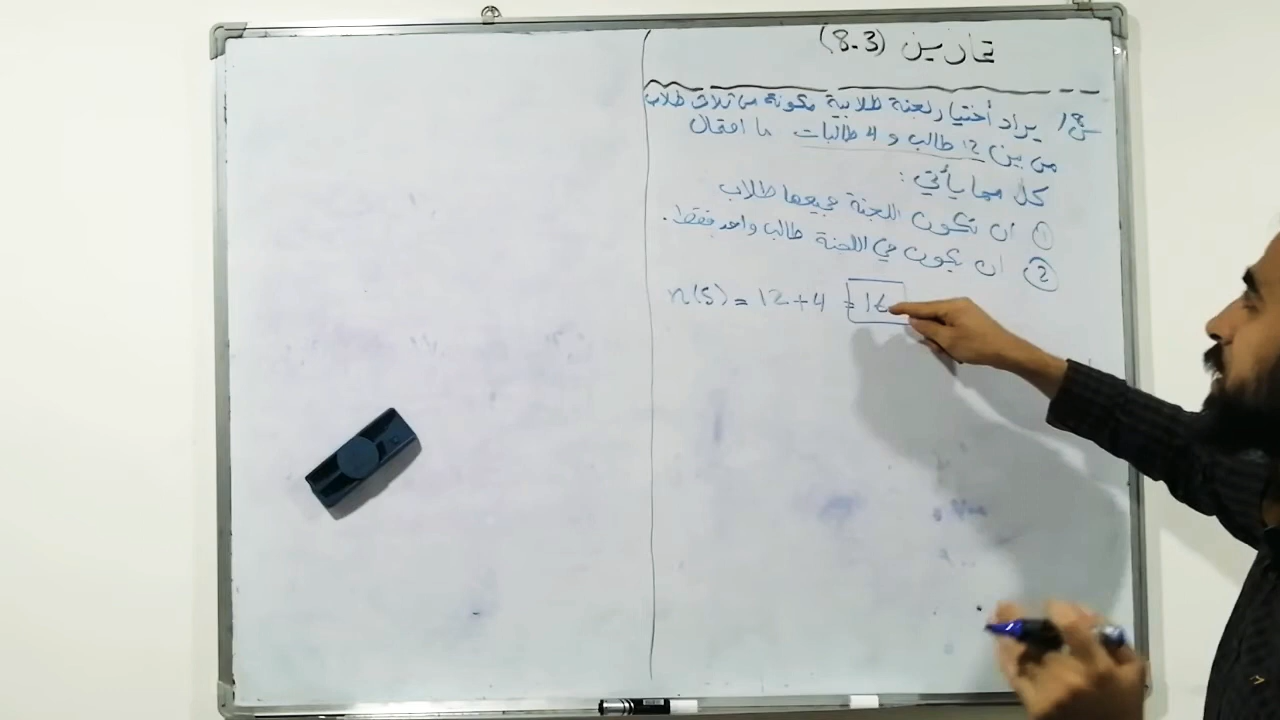 تمارين (8.3)
س8/ يراد أختيار لجنة طلابية مكونة من ثلاث طلاب
من بين 12 طالب و 4 طالبات ما احتمال
كل مما يأتي :
① ان تكون اللجنة جميعها طلاب
② ان يكون في اللجنة طالب واحد فقط.
n(S) = 12 + 4 = 16